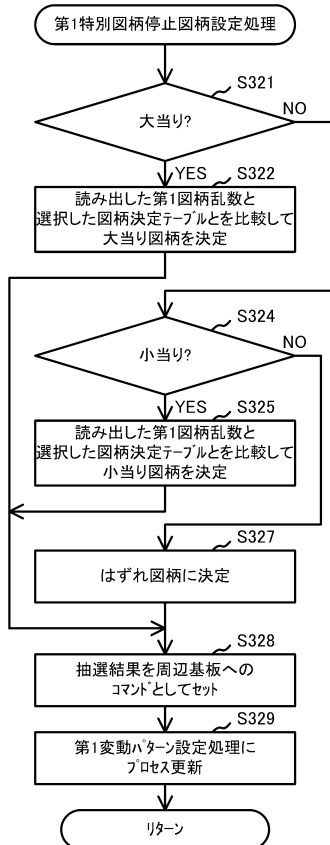 第1特別図柄停止図柄設定処理
S321
大当り?
NO
YES
S322
読み出した第1図柄乱数と
選択した図柄決定テーブルとを比較して
大当り図柄を決定
S324
小当り?
NO
YES
S325
読み出した第1図柄乱数と
選択した図柄決定テーブルとを比較して
小当り図柄を決定
S327
はずれ図柄に決定
S328
抽選結果を周辺基板への
コマンドとしてセット
S329
第1変動パターン設定処理に
プロセス更新
リターン